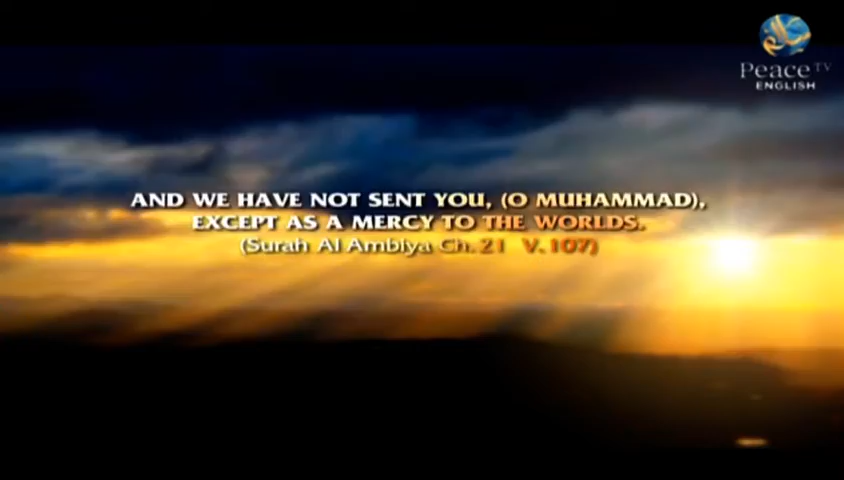 Peace TV
ENGLISH
AND WE HAVE NOT SENT YOU, (O MUHAMMAD),
EXCEPT AS A MERCY TO THE WORLDS.
(Surah Al Ambiya Ch. 21 V. 107)